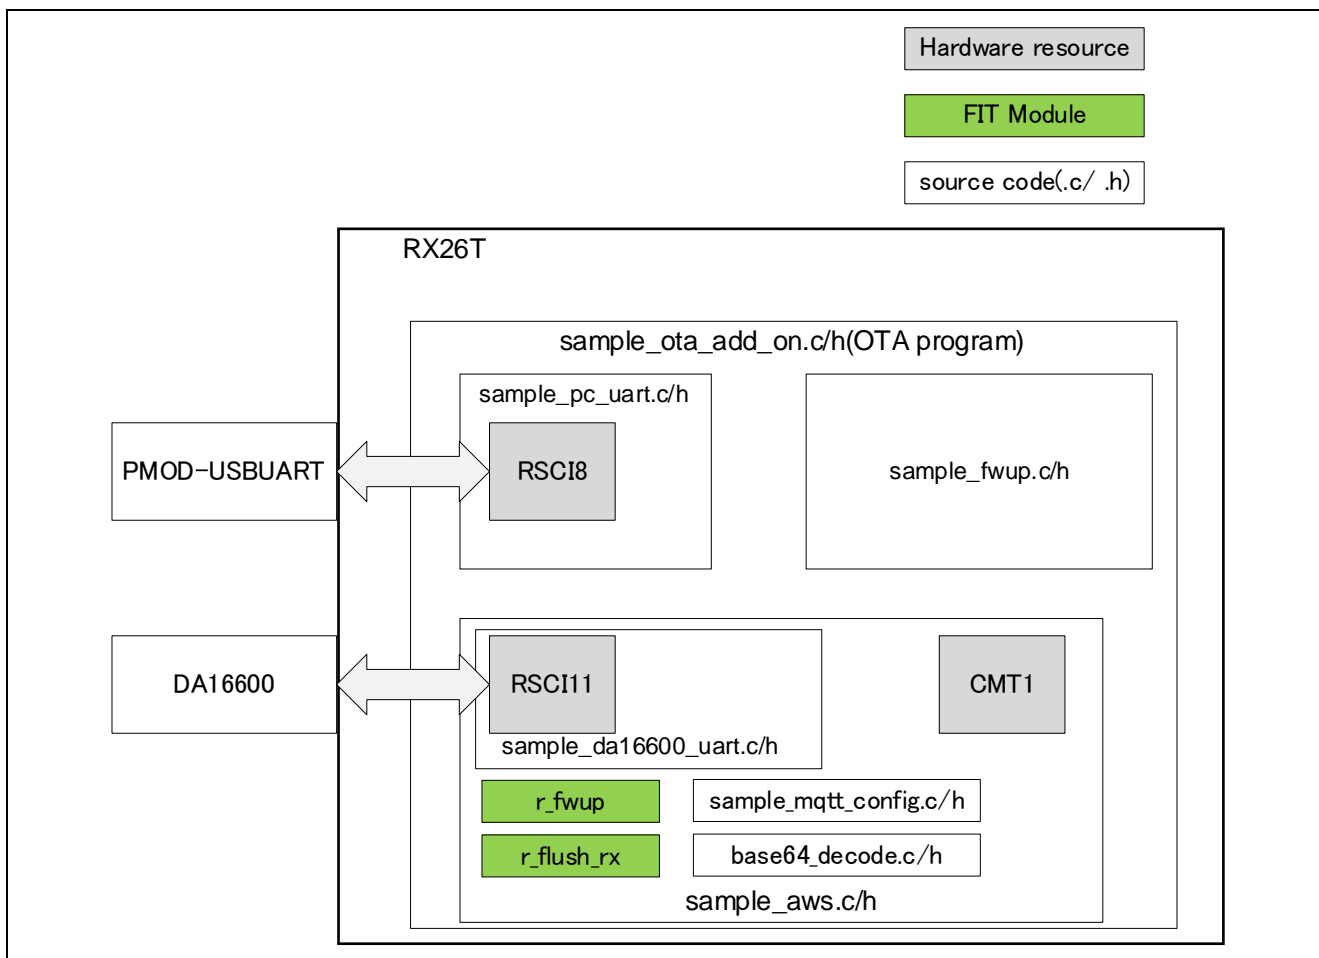 Hardware resource
FIT Module
source code(.c/ .h)
RX26T
sample_ota_add_on.c/h(OTA program)
sample_pc_uart.c/h
PMOD-USBUART
RSCI8
sample_fwup.c/h
DA16600
RSCI11
CMT1
sample_da16600_uart.c/h
r_fwup
sample_mqtt_config.c/h
r_flush_rx
base64_decode.c/h
sample_aws.c/h